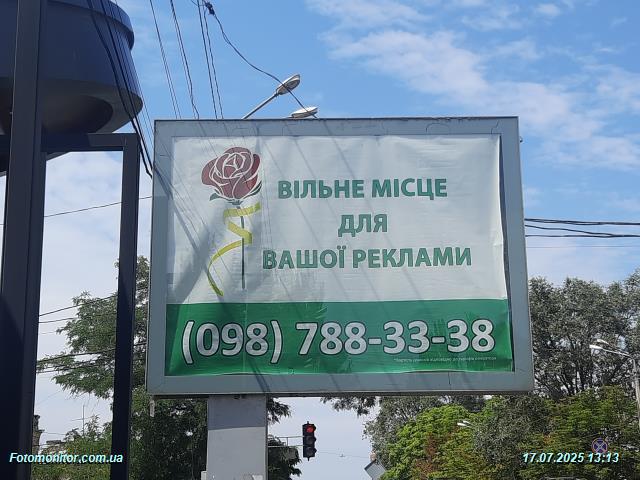 ВІЛЬНЕ МІСЦЕ
ДЛЯ
ВАШОЇ РЕКЛАМИ
(098) 788-33-38
Fotomonitor.com.ua
17.07.2025 13:13